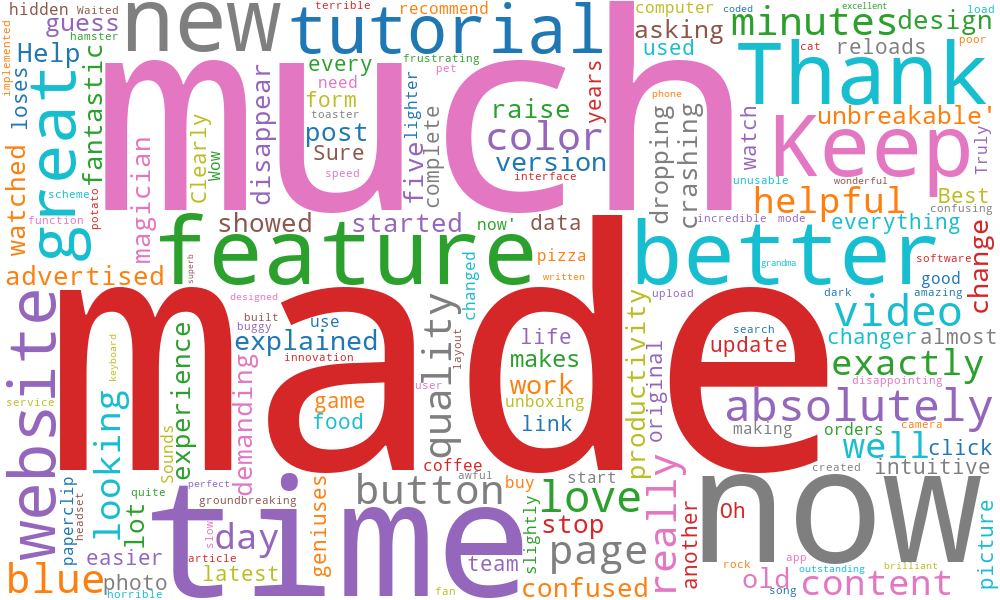 hidden Waited
new
tutorial
terrible
recommend
computer
coded
excellent
load
guess
hamster
asking
minutes
design
implemented
Help
fantastic
every
frustrating
used
cat
reloads
poor
great
loses
much
pet
Thank
need
lighter
years
form
toaster
raise
phone
unbreakable'
disappear
post
color
dropping
crashing
Watch
Keep
Truly
magician
Clearly
Wow
Sure
five
complete
version
Watched
scheme
potato
speed
interface
unusable
wonderful
helpful
Best
confusing
function
showed
started
now'
data
incredible
mode
everything
feature
better
superb
pizza
grandma
software
change
advertised
written
good
changed
website
designed
made
quality
productivity
upload
dark
amazing
built
use
video
buggy
explained
life
search
changer
almost
keyboard
experience
innovation
layout
makes
original
update
exactly
demanding
user
work
disappointing
service
looking
game
unboxing
absolutely
camera
food
link
making
orders
Sounds
well
click
coffee
really
created
intuitive
paperclip
headset
quite
perfect
time
button
awful
buy
start
now
lot
groundbreaking
geniuses
love
another
Oh
picture
slow
day
slightly
stop
easier
article
team
page
rock
app
outstanding
brilliant
blue
photo
latest
confused
old
content
horrible
fan
song